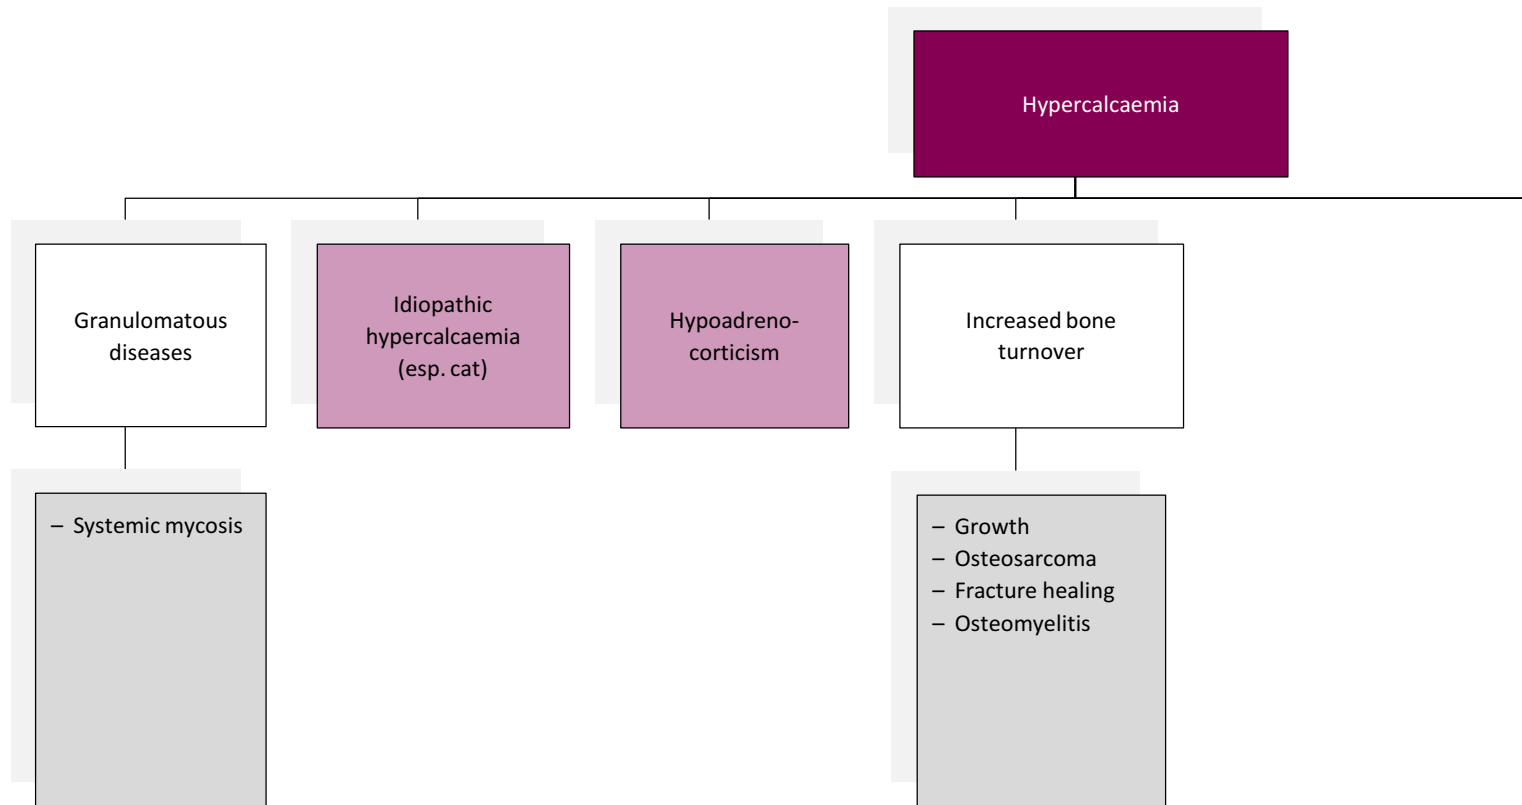 Hypercalcaemia
Granulomatous
diseases
Idiopathic
hypercalcaemia
(esp. cat)
Hypoadreno-
corticism
Increased bone
turnover
– Systemic mycosis
– Growth
– Osteosarcoma
– Fracture healing
– Osteomyelitis